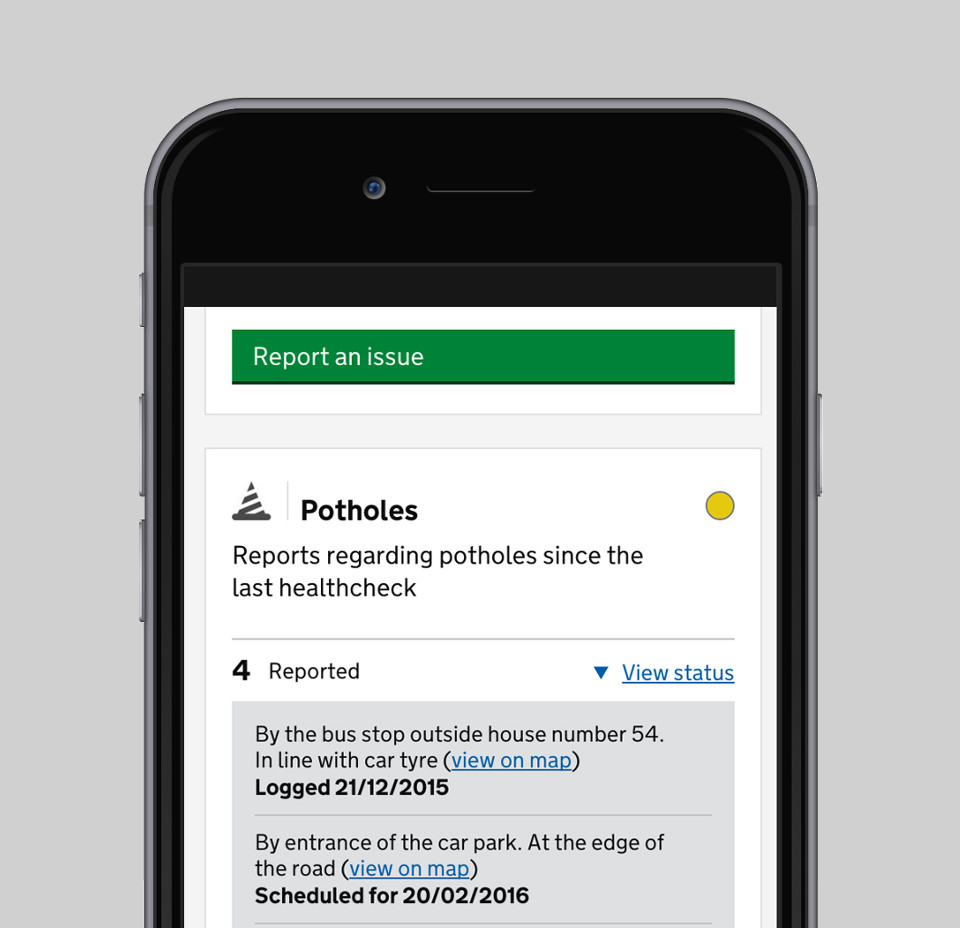 Report an issue
Potholes
Reports regarding potholes since the
last healthcheck
4 Reported
▼ View status
By the bus stop outside house number 54.
In line with car tyre (view on map)
Logged 21/12/2015
By entrance of the car park. At the edge of
the road (view on map)
Scheduled for 20/02/2016